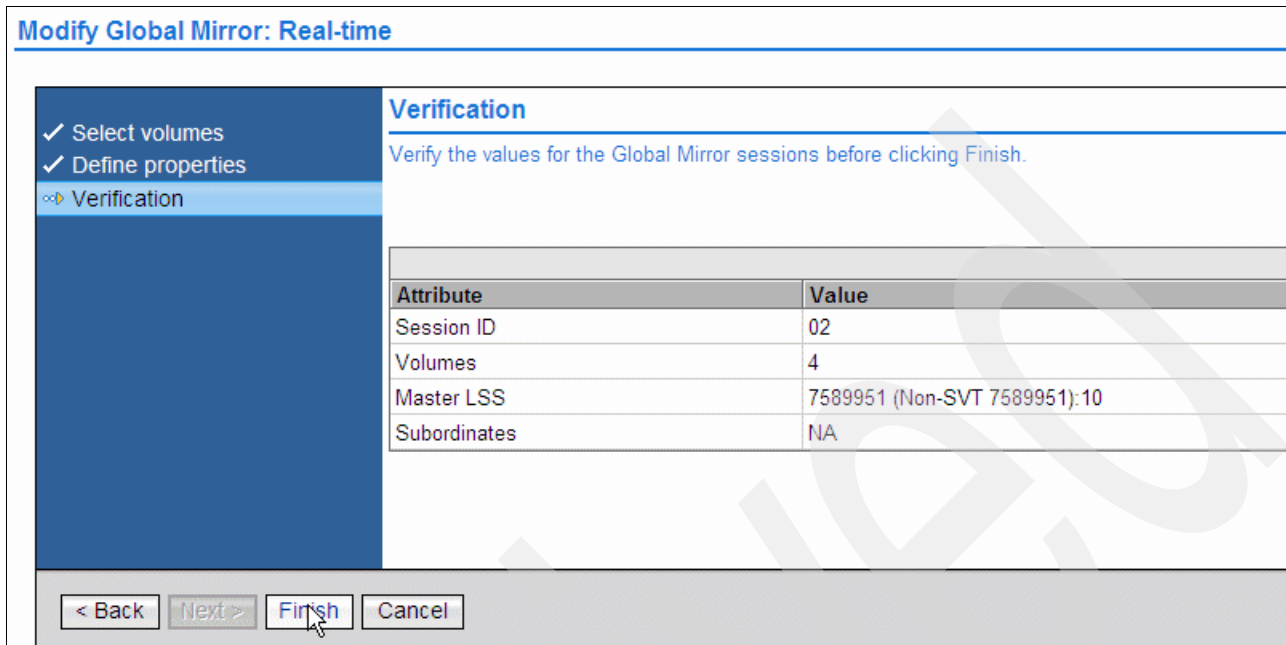 Modify Global Mirror: Real-time
Select volumes
Define properties
Verification
Verification
Verify the values for the Global Mirror sessions before clicking Finish.
Attribute Value
Session ID 02
Volumes 4
Master LSS 7589951 (Non-SVT 7589951):10
Subordinates NA
< Back Next > Finish Cancel